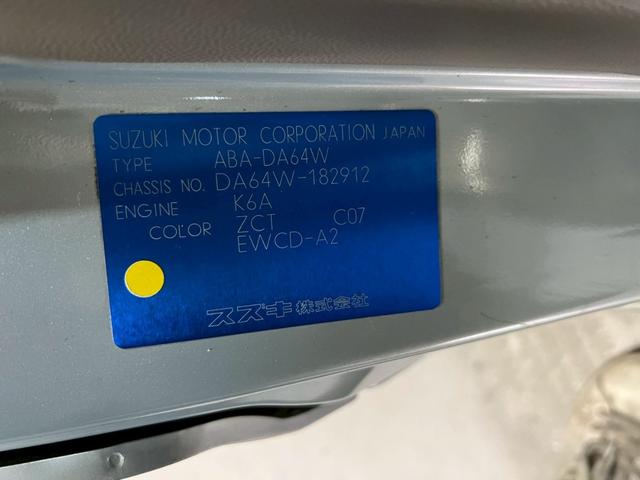 SUZUKI MOTOR CORPORATION JAPAN
TYPE ABA-DA64W
CHASSIS NO. DA64W-182912
ENGINE K6A
COLOR ZCT C07
EWCD-A2
スズキ株式会社